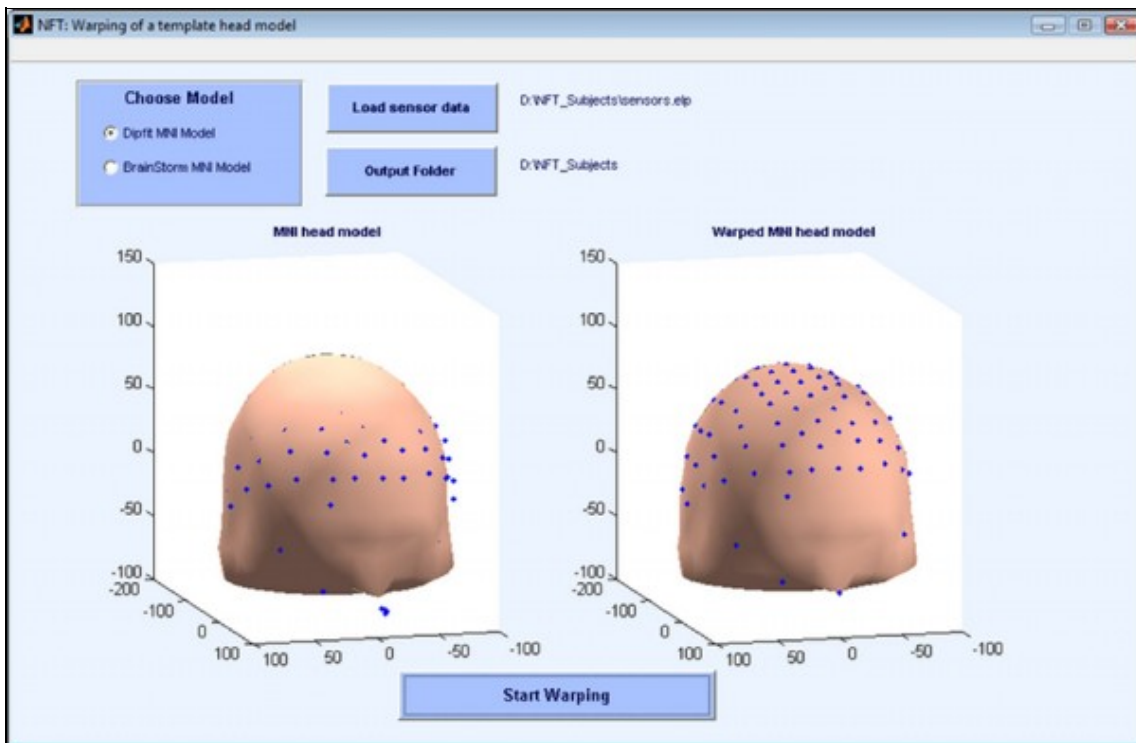 NFT: Warping of a template head model
Choose Model
Dipfit MNI Model
BrainStorm MNI Model
Load sensor data
D:\NFT_Subjects\sensors.elp
Output Folder
D:\NFT_Subjects
MNI head model
150
100
50
0
-50
-100
-200
-100
0
100
100
50
0
-50
-100
Warped MNI head model
150
100
50
0
-50
-100
-200
-100
0
100
100
50
0
-50
-100
Start Warping